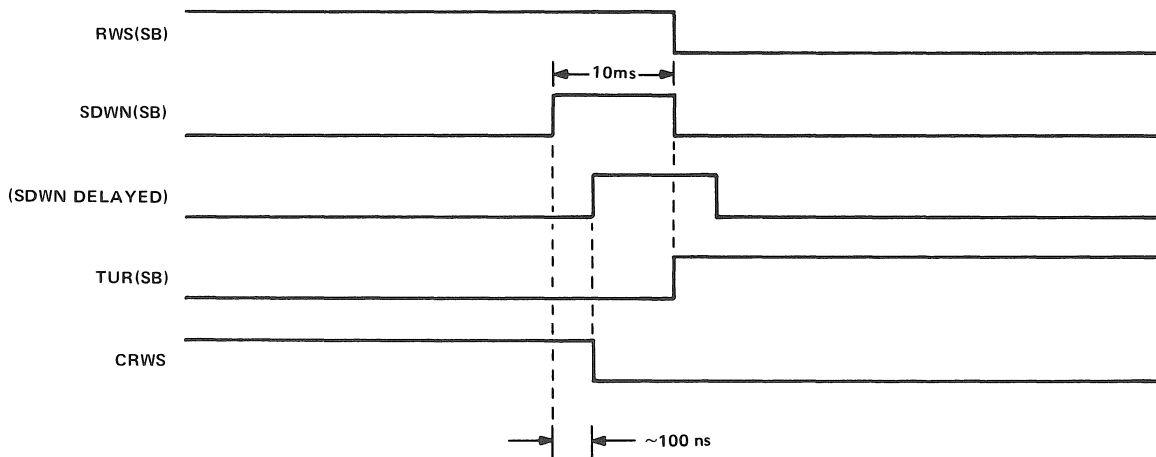 RWS(SB)
10ms
SDWN(SB)
(SDWN DELAYED)
TUR(SB)
CRWS
~100 ns